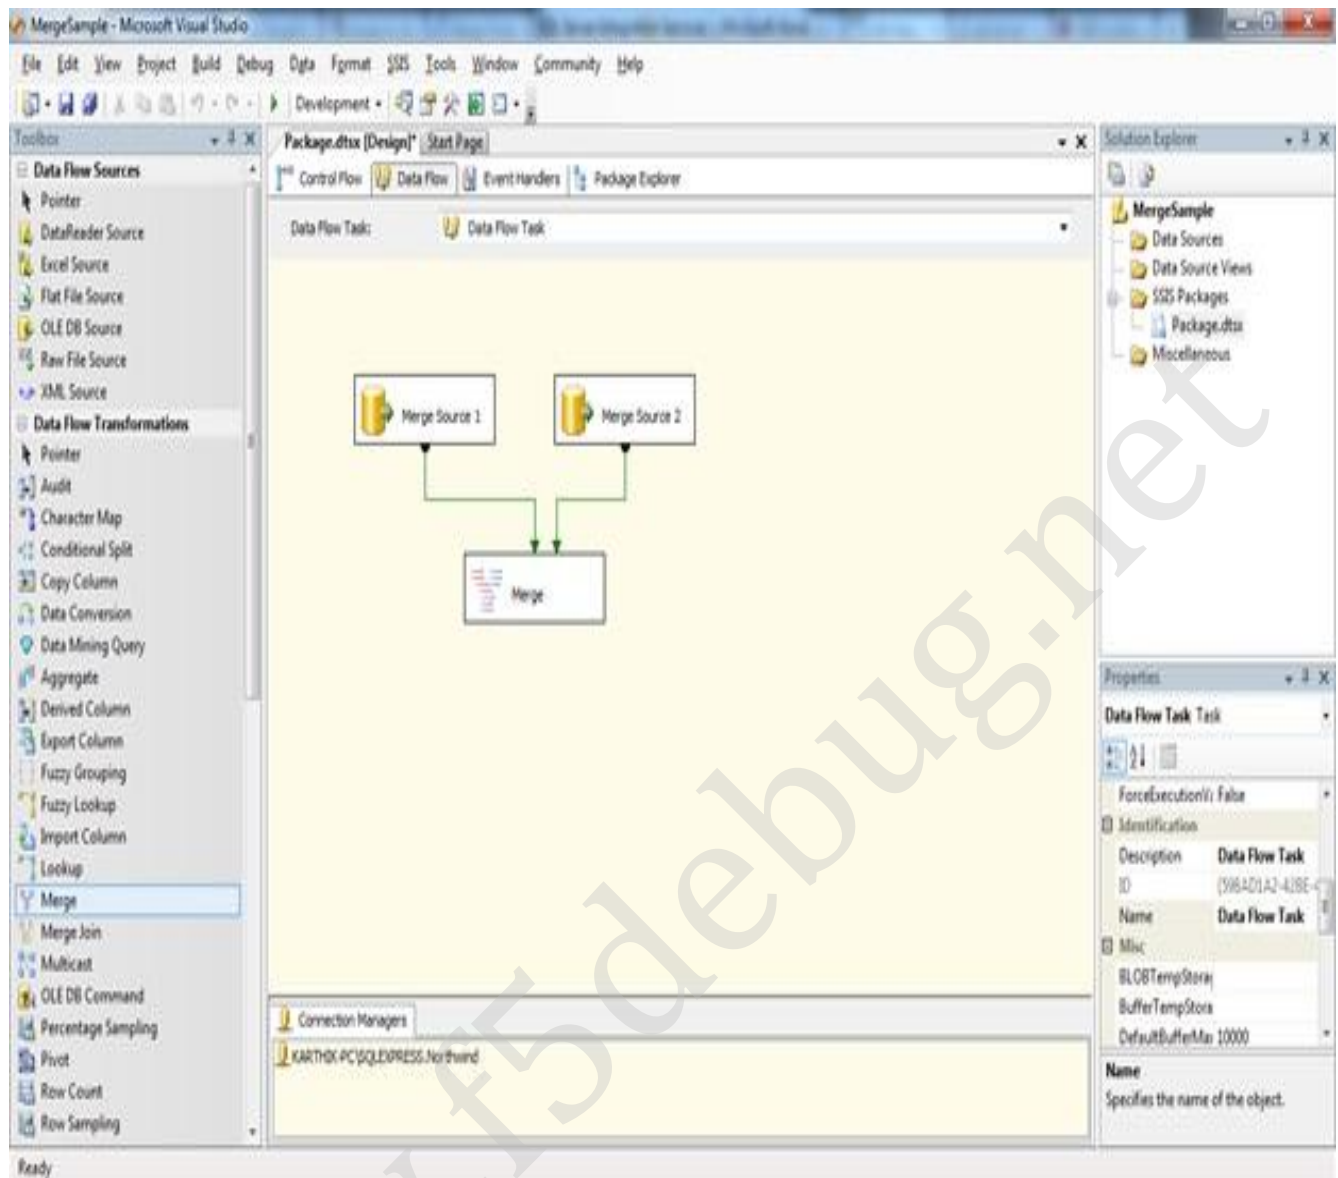 MergeSample - Microsoft Visual Studio
File Edit View Project Build Debug Data Format SSIS Tools Window Community Help
Development
Toolbox
Data Flow Sources
Pointer
DataReader Source
Excel Source
Flat File Source
OLE DB Source
Raw File Source
XML Source
Data Flow Transformations
Pointer
Audit
Character Map
Conditional Split
Copy Column
Data Conversion
Data Mining Query
Aggregate
Derived Column
Export Column
Fuzzy Grouping
Fuzzy Lookup
Import Column
Lookup
Merge
Merge Join
Multicast
OLE DB Command
Percentage Sampling
Pivot
Row Count
Row Sampling
Package.dtsx [Design]* Start Page
Control Flow Data Flow Event Handlers Package Explorer
Data Flow Task: Data Flow Task
Merge Source 1 Merge Source 2
Merge
Connection Managers
KARTHIK-PC\SQLEXPRESS.Northwind
Solution Explorer
MergeSample
Data Sources
Data Source Views
SSIS Packages
Package.dtsx
Miscellaneous
Properties
Data Flow Task Task
ForceExecutionV False
Identification
Description Data Flow Task
ID
Name Data Flow Task
Misc
BLOBTempStorag
BufferTempStora
DefaultBufferMa 10000
Name
Specifies the name of the object.
Ready
f5debug.net